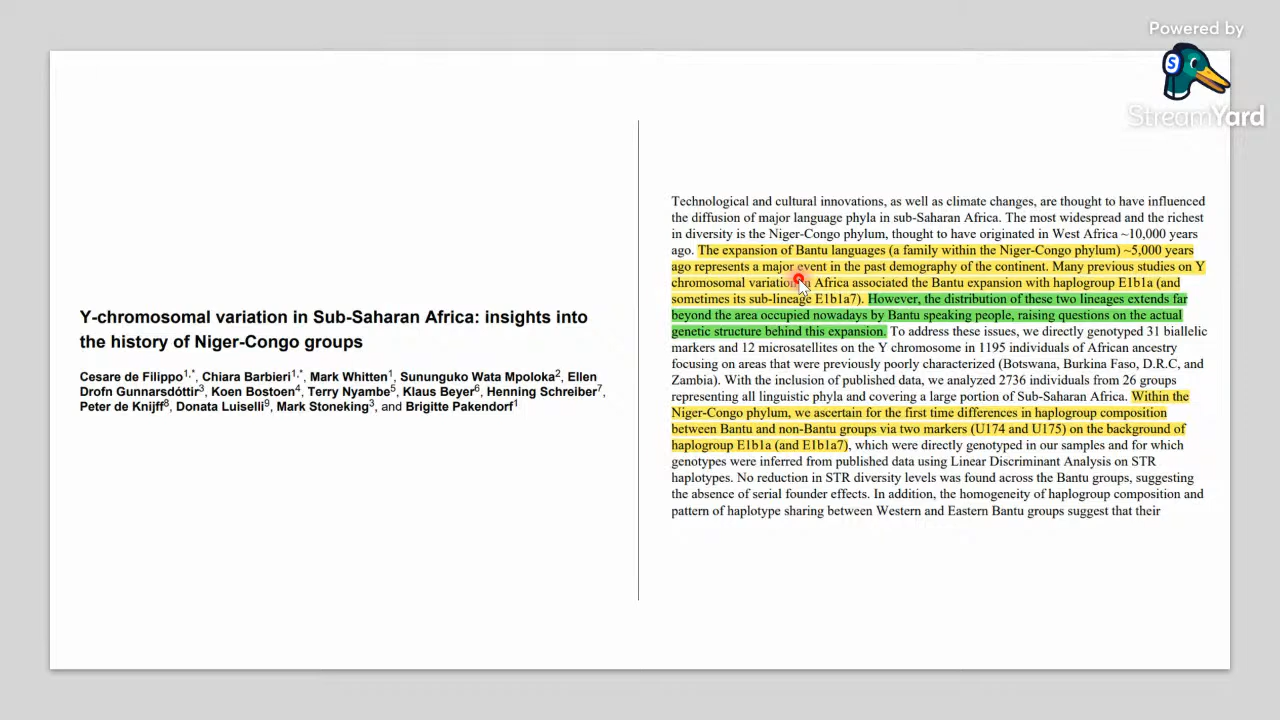 Powered by
StreamYard
Y-chromosomal variation in Sub-Saharan Africa: insights into
the history of Niger-Congo groups
Cesare de Filippo1,*, Chiara Barbieri1,*, Mark Whitten1, Sununguko Wata Mpoloka2, Ellen
Drofn Gunnarsdóttir3, Koen Bostoen4, Terry Nyambe5, Klaus Beyer6, Henning Schreiber7,
Peter de Knijff8, Donata Luiselli9, Mark Stoneking3, and Brigitte Pakendorf1
Technological and cultural innovations, as well as climate changes, are thought to have influenced
the diffusion of major language phyla in sub-Saharan Africa. The most widespread and the richest
in diversity is the Niger-Congo phylum, thought to have originated in West Africa ~10,000 years
ago. The expansion of Bantu languages (a family within the Niger-Congo phylum) ~5,000 years
ago represents a major event in the past demography of the continent. Many previous studies on Y
chromosomal variation Africa associated the Bantu expansion with haplogroup E1b1a (and
sometimes its sub-lineage E1b1a7). However, the distribution of these two lineages extends far
beyond the area occupied nowadays by Bantu speaking people, raising questions on the actual
genetic structure behind this expansion. To address these issues, we directly genotyped 31 biallelic
markers and 12 microsatellites on the Y chromosome in 1195 individuals of African ancestry
focusing on areas that were previously poorly characterized (Botswana, Burkina Faso, D.R.C, and
Zambia). With the inclusion of published data, we analyzed 2736 individuals from 26 groups
representing all linguistic phyla and covering a large portion of Sub-Saharan Africa. Within the
Niger-Congo phylum, we ascertain for the first time differences in haplogroup composition
between Bantu and non-Bantu groups via two markers (U174 and U175) on the background of
haplogroup E1b1a (and E1b1a7), which were directly genotyped in our samples and for which
genotypes were inferred from published data using Linear Discriminant Analysis on STR
haplotypes. No reduction in STR diversity levels was found across the Bantu groups, suggesting
the absence of serial founder effects. In addition, the homogeneity of haplogroup composition and
pattern of haplotype sharing between Western and Eastern Bantu groups suggest that their